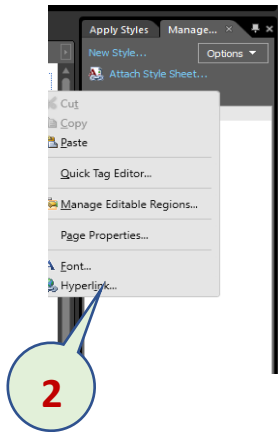 Apply Styles Manage... ×
New Style... Options
Attach Style Sheet...
Cut
Copy
Paste
Quick Tag Editor...
Manage Editable Regions...
Page Properties...
Font...
Hyperlink...
2